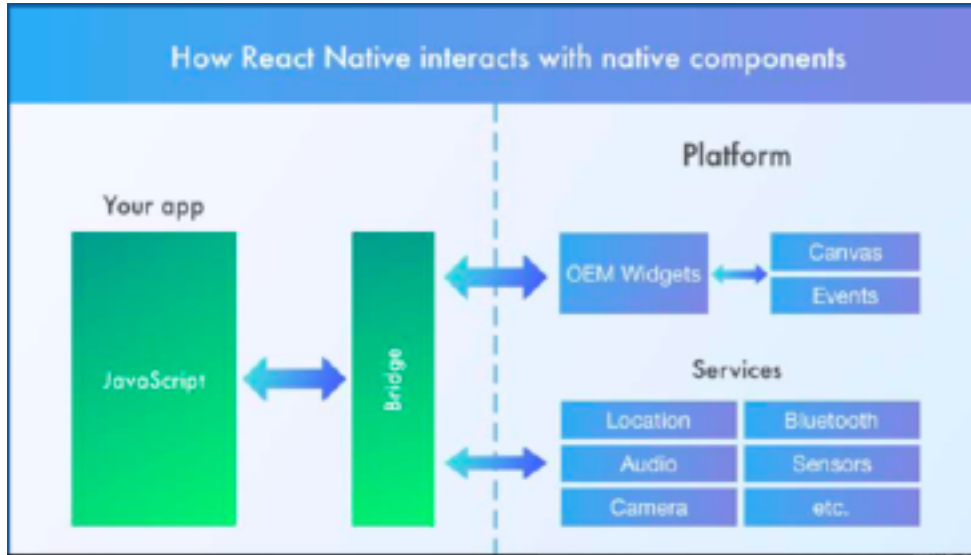 How React Native interacts with native components
Your app
JavaScript
Bridge
Platform
OEM Widgets
Canvas
Events
Services
Location
Bluetooth
Audio
Sensors
Camera
etc.